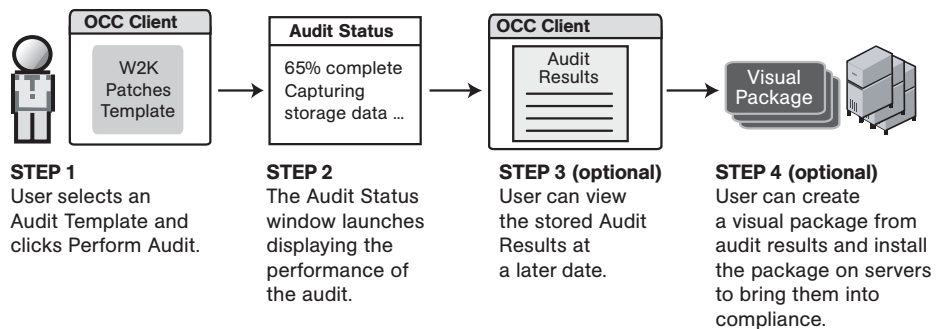 OCC Client
W2K
Patches
Template
Audit Status
65% complete
Capturing
storage data ...
OCC Client
Audit
Results
Visual
Package
STEP 1
User selects an
Audit Template and
clicks Perform Audit.
STEP 2
The Audit Status
window launches
displaying the
performance of
the audit.
STEP 3 (optional)
User can view
the stored Audit
Results at
a later date.
STEP 4 (optional)
User can create
a visual package from
audit results and install
the package on servers
to bring them into
compliance.